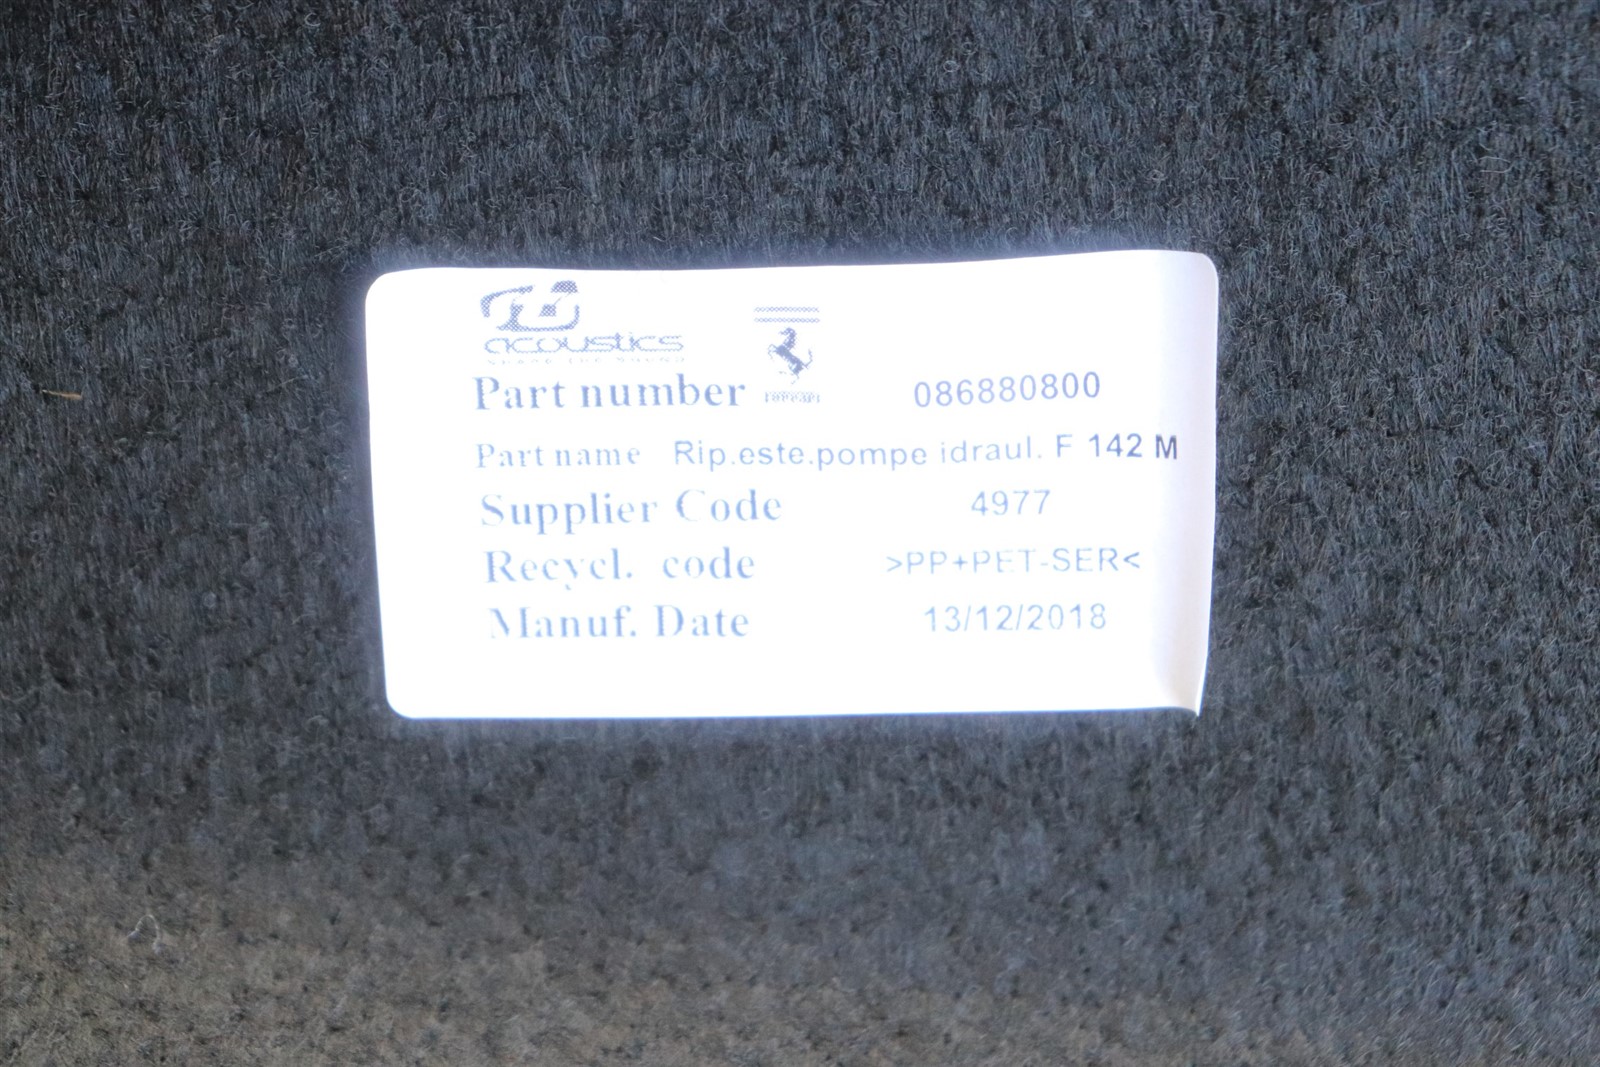 acoustics
Ferrari
Part number 086880800
Part name Rip.este.pompe idraul. F 142 M
Supplier Code 4977
Recycl. code >PP+PET-SER<
Manuf. Date 13/12/2018